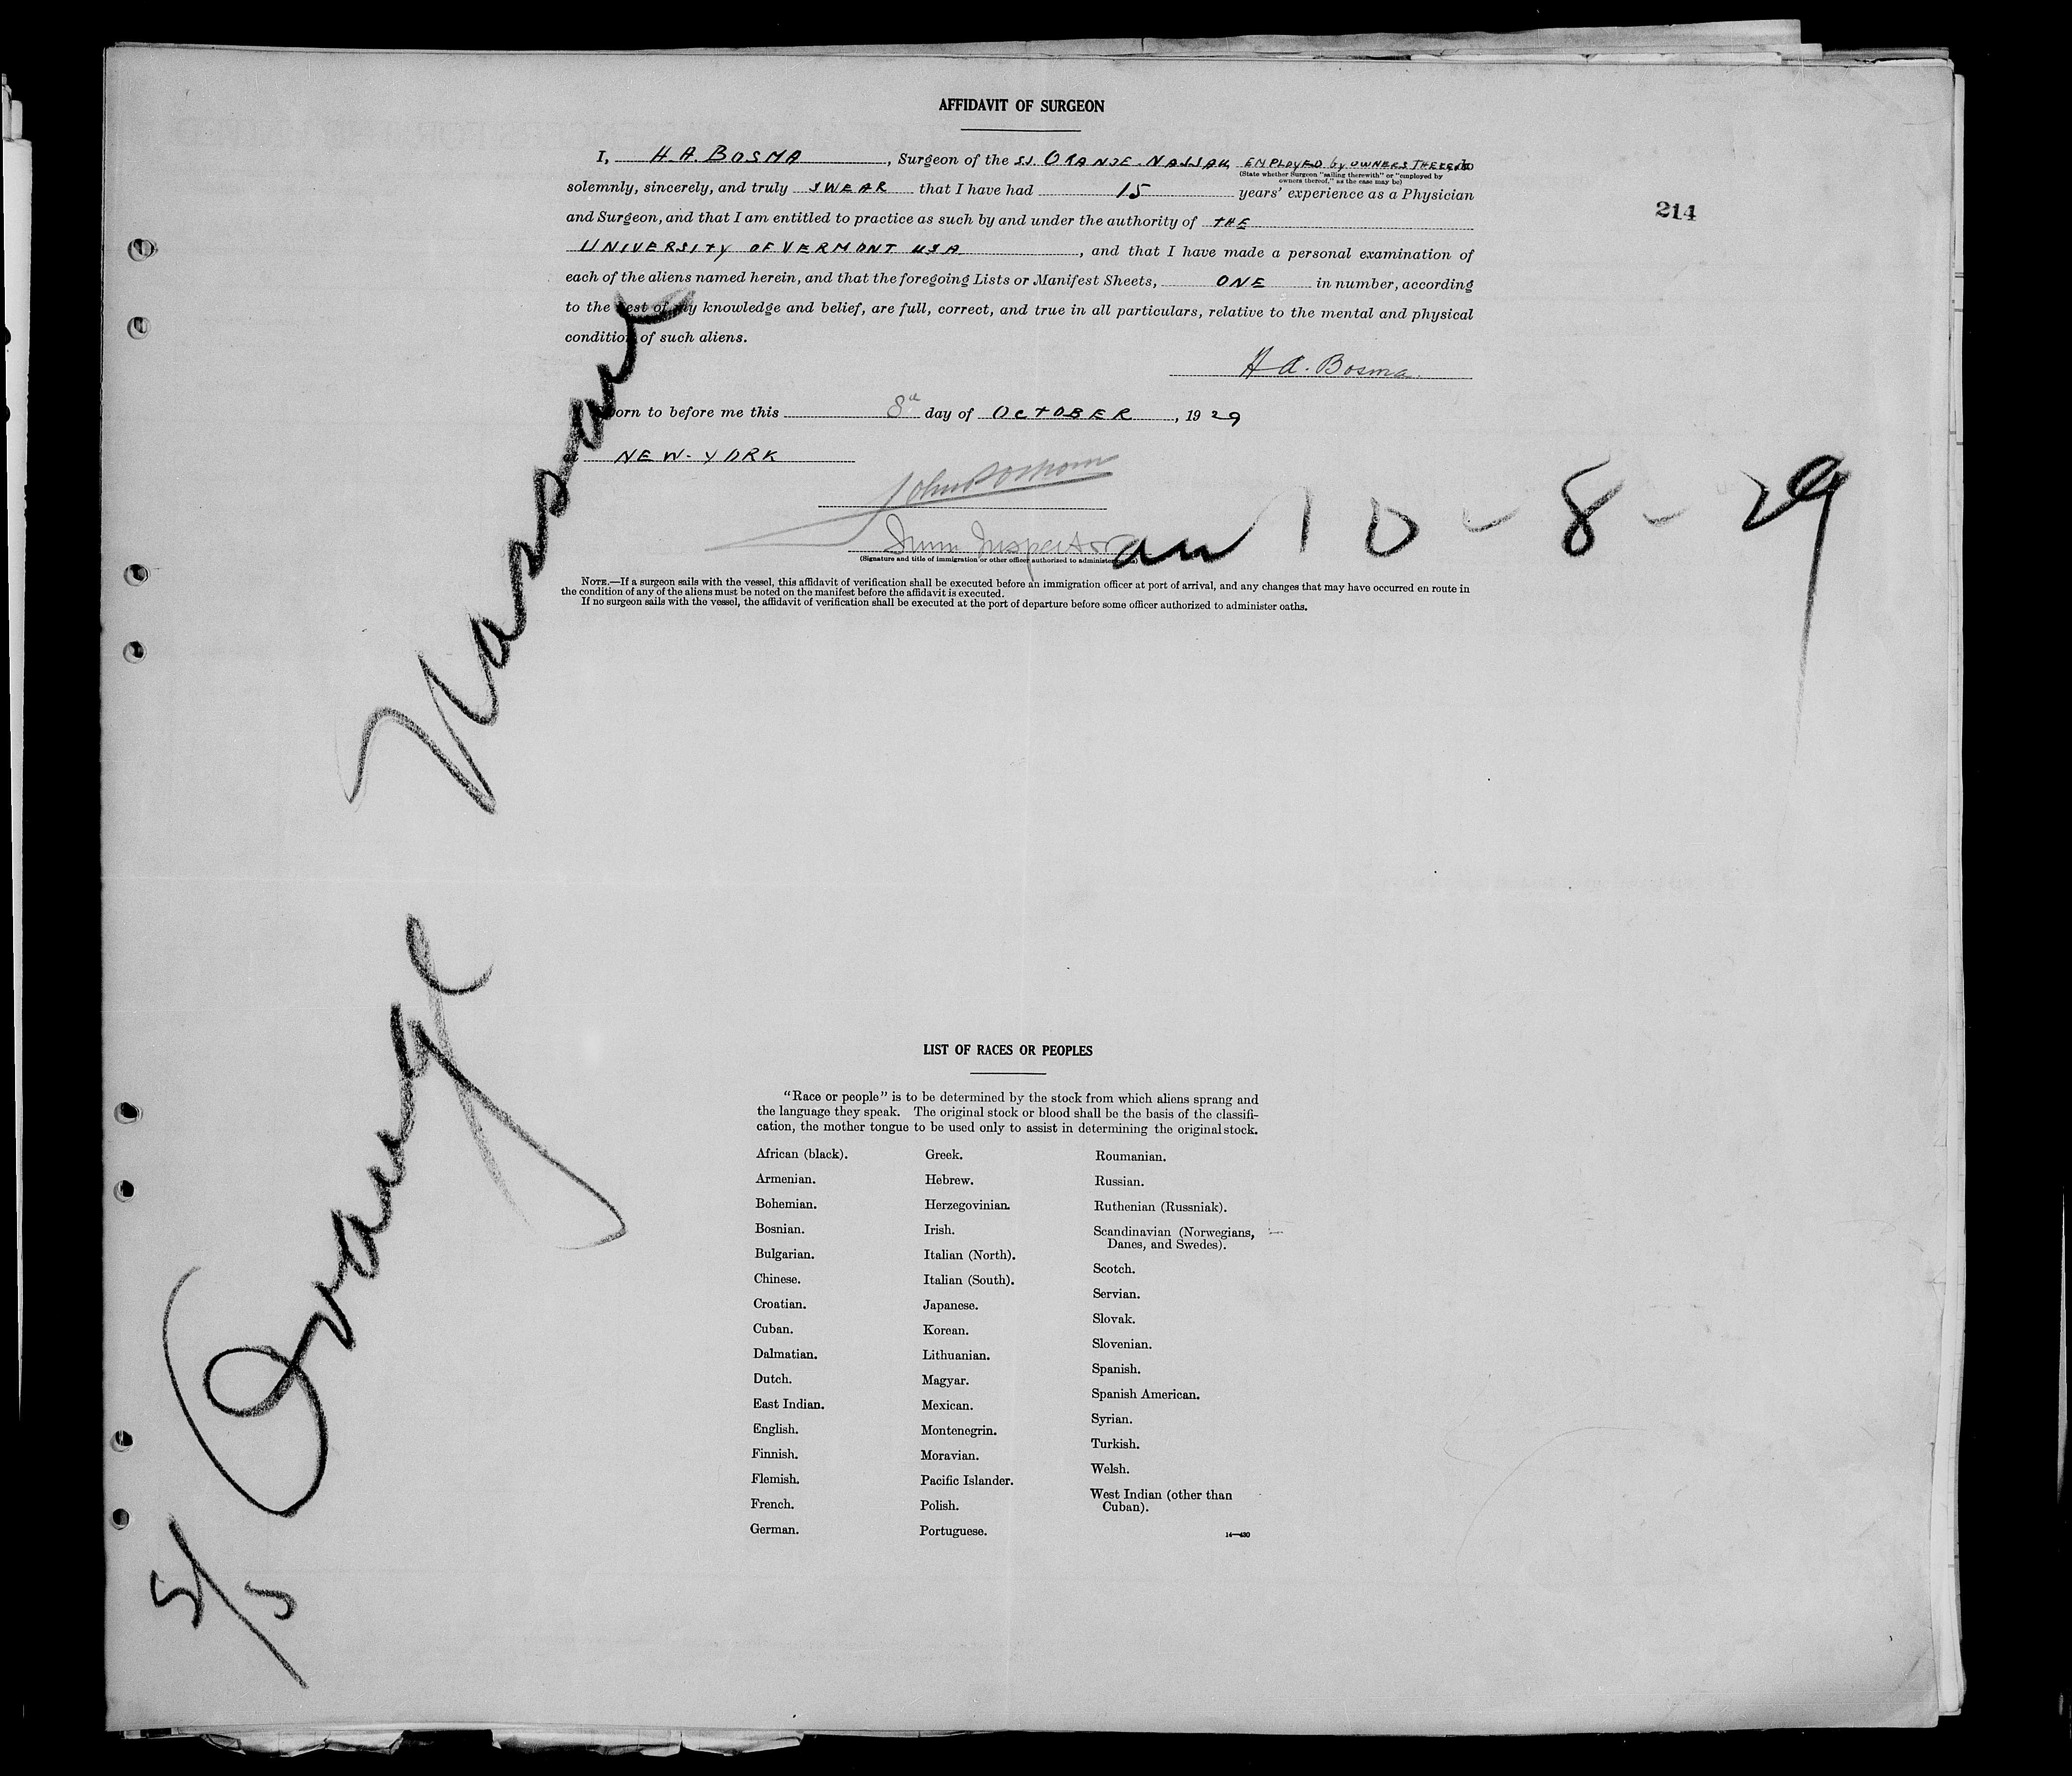 AFFIDAVIT OF SURGEON
I, H. A. BOSMA, Surgeon of the SS ORANJE-NASSAU, EMPLOYED by OWNERS THEREOF do
(State whether Surgeon "sailing therewith" or "employed by
owners thereof," as the case may be)
solemnly, sincerely, and truly SWEAR that I have had 15 years' experience as a Physician
and Surgeon, and that I am entitled to practice as such by and under the authority of THE
214
UNIVERSITY OF VERMONT USA, and that I have made a personal examination of
each of the aliens named herein, and that the foregoing Lists or Manifest Sheets, ONE in number, according
to the best of my knowledge and belief, are full, correct, and true in all particulars, relative to the mental and physical
condition of such aliens.
H A. Bosma.
orn to before me this 8th day of OCTOBER, 1929
NEW-YORK
John
Imm Inspector
(Signature and title of immigration or other officer authorized to administer
arr 10-8-29
NOTE.—If a surgeon sails with the vessel, this affidavit of verification shall be executed before an immigration officer at port of arrival, and any changes that may have occurred en route in
the condition of any of the aliens must be noted on the manifest before the affidavit is executed.
If no surgeon sails with the vessel, the affidavit of verification shall be executed at the port of departure before some officer authorized to administer oaths.
S/S Orange Nassau
LIST OF RACES OR PEOPLES
"Race or people" is to be determined by the stock from which aliens sprang and
the language they speak. The original stock or blood shall be the basis of the classifi-
cation, the mother tongue to be used only to assist in determining the original stock.
African (black).
Armenian.
Bohemian.
Bosnian.
Bulgarian.
Chinese.
Croatian.
Cuban.
Dalmatian.
Dutch.
East Indian.
English.
Finnish.
Flemish.
French.
German.
Greek.
Hebrew.
Herzegovinian.
Irish.
Italian (North).
Italian (South).
Japanese.
Korean.
Lithuanian.
Magyar.
Mexican.
Montenegrin.
Moravian.
Pacific Islander.
Polish.
Portuguese.
Roumanian.
Russian.
Ruthenian (Russniak).
Scandinavian (Norwegians,
Danes, and Swedes).
Scotch.
Servian.
Slovak.
Slovenian.
Spanish.
Spanish American.
Syrian.
Turkish.
Welsh.
West Indian (other than
Cuban).
14—430